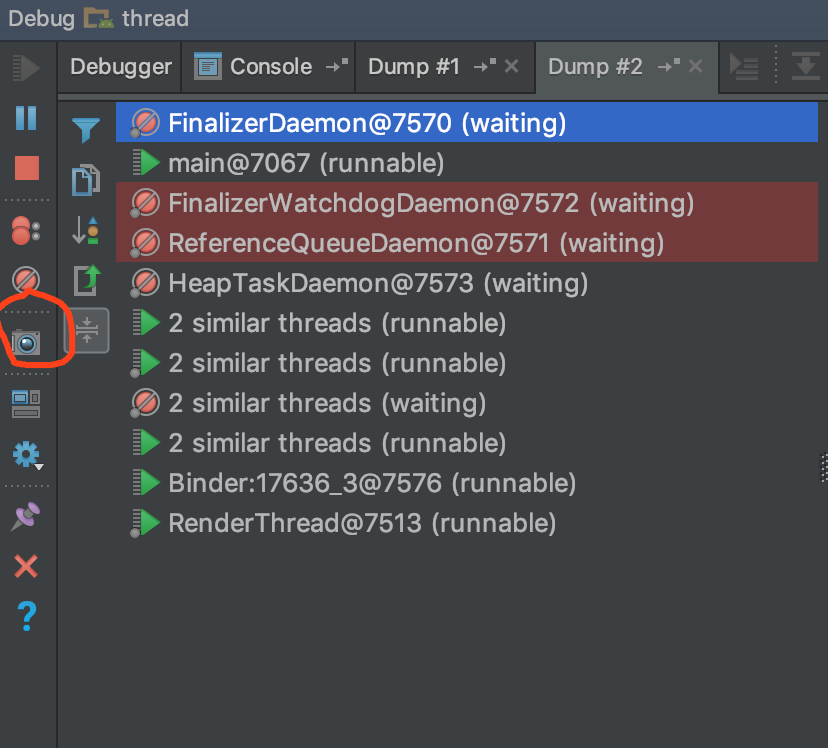 Debug thread
Debugger Console Dump #1 Dump #2
FinalizerDaemon@7570 (waiting)
main@7067 (runnable)
FinalizerWatchdogDaemon@7572 (waiting)
ReferenceQueueDaemon@7571 (waiting)
HeapTaskDaemon@7573 (waiting)
2 similar threads (runnable)
2 similar threads (runnable)
2 similar threads (waiting)
2 similar threads (runnable)
Binder:17636_3@7576 (runnable)
RenderThread@7513 (runnable)
?